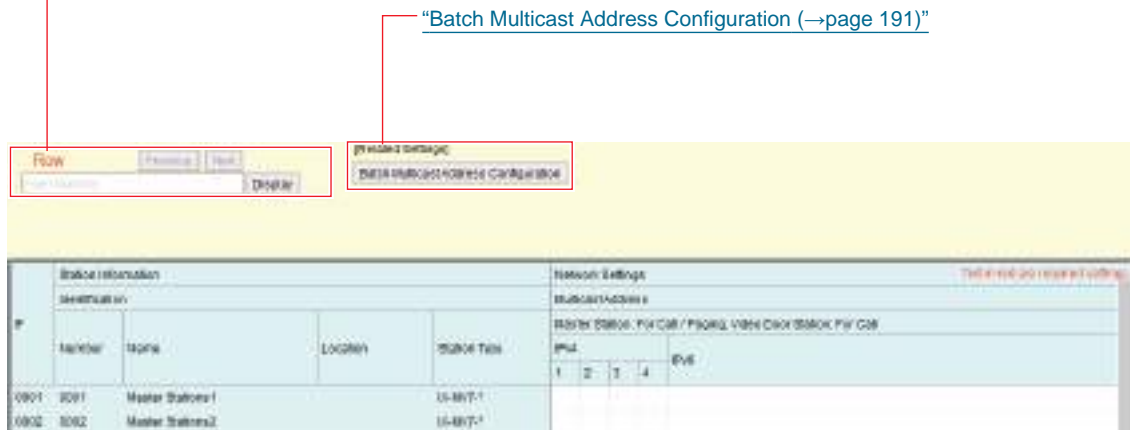 “Batch Multicast Address Configuration (→page 191)”
[Related Settings]
Row Previous Next
Batch Multicast Address Configuration
Display
Station Information Network Settings
Identification Multicast Address
# Master Station: For Call / Paging, Video Door Station: For Call
Number Name Location Station Type IPv4 IPv6
1 2 3 4
0001 Master Stations1
0002 Master Stations2